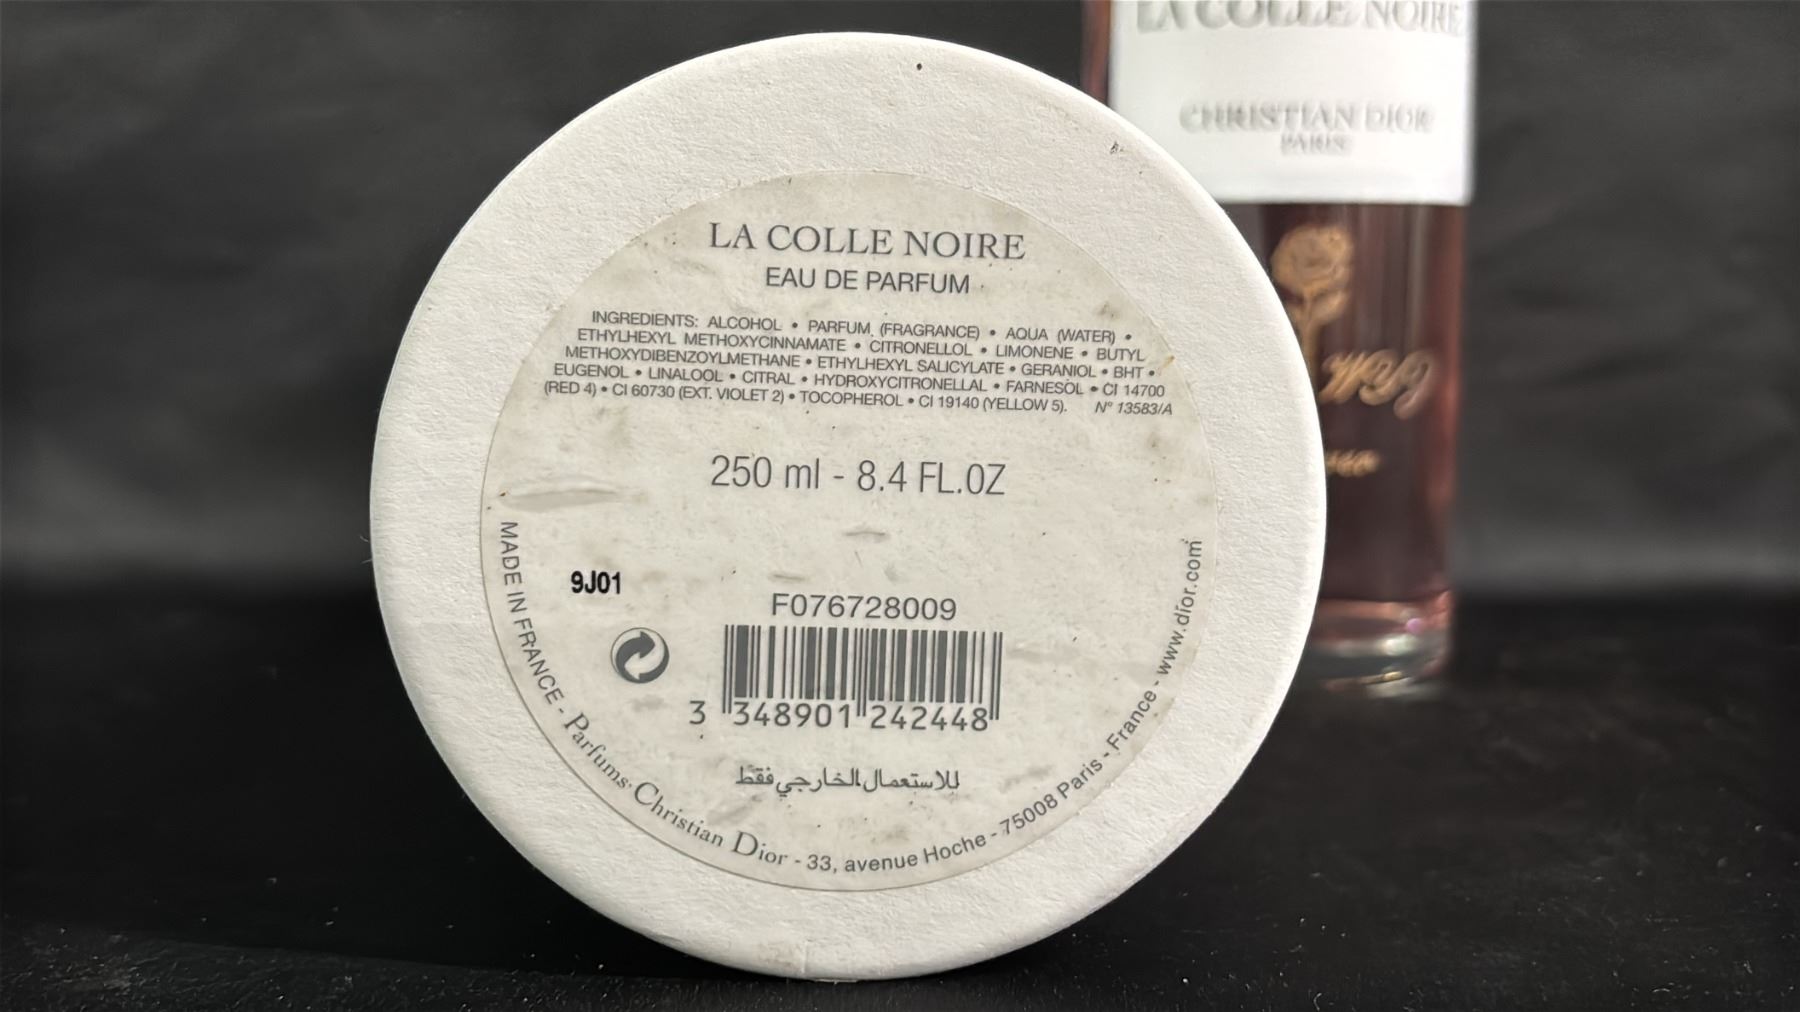 LA COLLE NOIRE
CHRISTIAN DIOR
PARIS
LA COLLE NOIRE
EAU DE PARFUM
INGREDIENTS: ALCOHOL • PARFUM (FRAGRANCE) • AQUA (WATER) •
ETHYLHEXYL METHOXYCINNAMATE • CITRONELLOL • LIMONENE • BUTYL
METHOXYDIBENZOYLMETHANE • ETHYLHEXYL SALICYLATE • GERANIOL • BHT •
EUGENOL • LINALOOL • CITRAL • HYDROXYCITRONELLAL • FARNESOL • CI 14700
(RED 4) • CI 60730 (EXT. VIOLET 2) • TOCOPHEROL • CI 19140 (YELLOW 5). N° 13583/A
250 ml - 8.4 FL.OZ
9J01
F076728009
3 348901 242448
للاستعمال الخارجي فقط
MADE IN FRANCE - Parfums Christian Dior - 33, avenue Hoche - 75008 Paris - France - www.dior.com